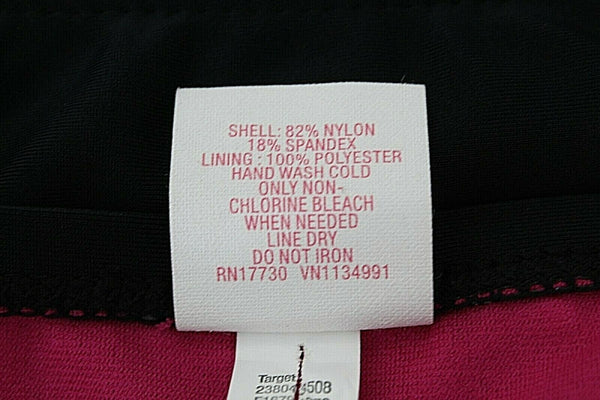 SHELL: 82% NYLON
18% SPANDEX
LINING : 100% POLYESTER
HAND WASH COLD
ONLY NON-
CHLORINE BLEACH
WHEN NEEDED
LINE DRY
DO NOT IRON
RN17730 VN1134991
Target